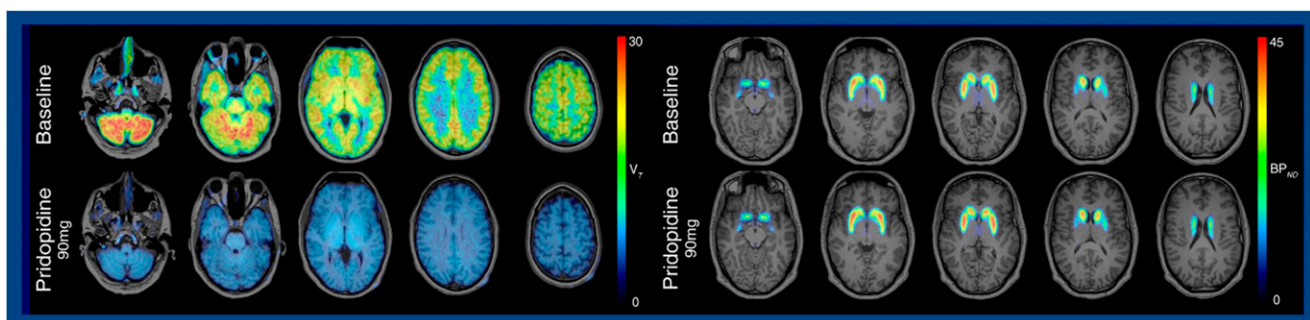 Baseline
30
V_T
Pridopidine
90mg
0
Baseline
45
BP_ND
Pridopidine
90mg
0